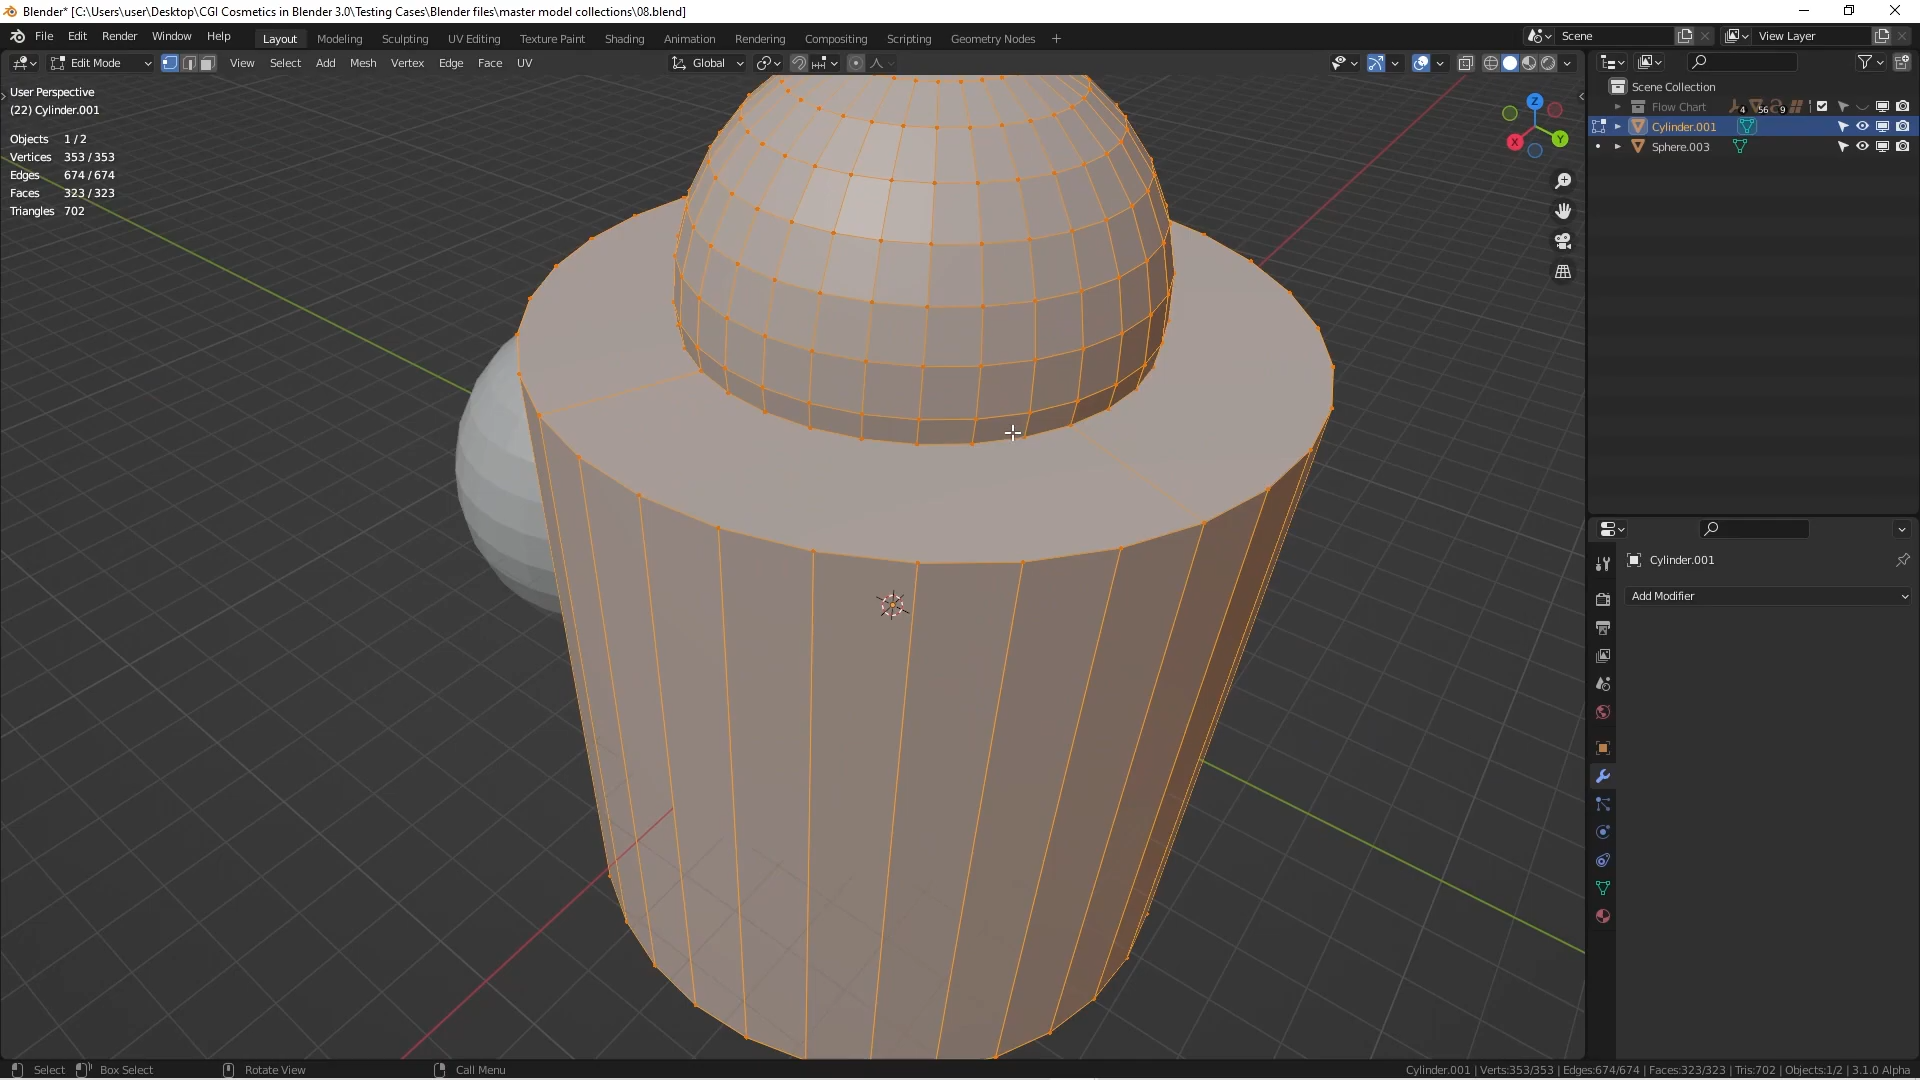 Blender* [C:\Users\user\Desktop\CGI Cosmetics in Blender 3.0\Testing Cases\Blender files\master model collections\08.blend]
File Edit Render Window Help Layout Modeling Sculpting UV Editing Texture Paint Shading Animation Rendering Compositing Scripting Geometry Nodes + Scene View Layer
Edit Mode View Select Add Mesh Vertex Edge Face UV Global
User Perspective
(22) Cylinder.001
Objects 1 / 2
Vertices 353 / 353
Edges 674 / 674
Faces 323 / 323
Triangles 702
Z
Y
X
Scene Collection
Flow Chart 4 56 9
Cylinder.001
Sphere.003
Cylinder.001
Add Modifier
Select Box Select Rotate View Call Menu Cylinder.001 | Verts:353/353 | Edges:674/674 | Faces:323/323 | Tris:702 | Objects:1/2 | 3.1.0 Alpha